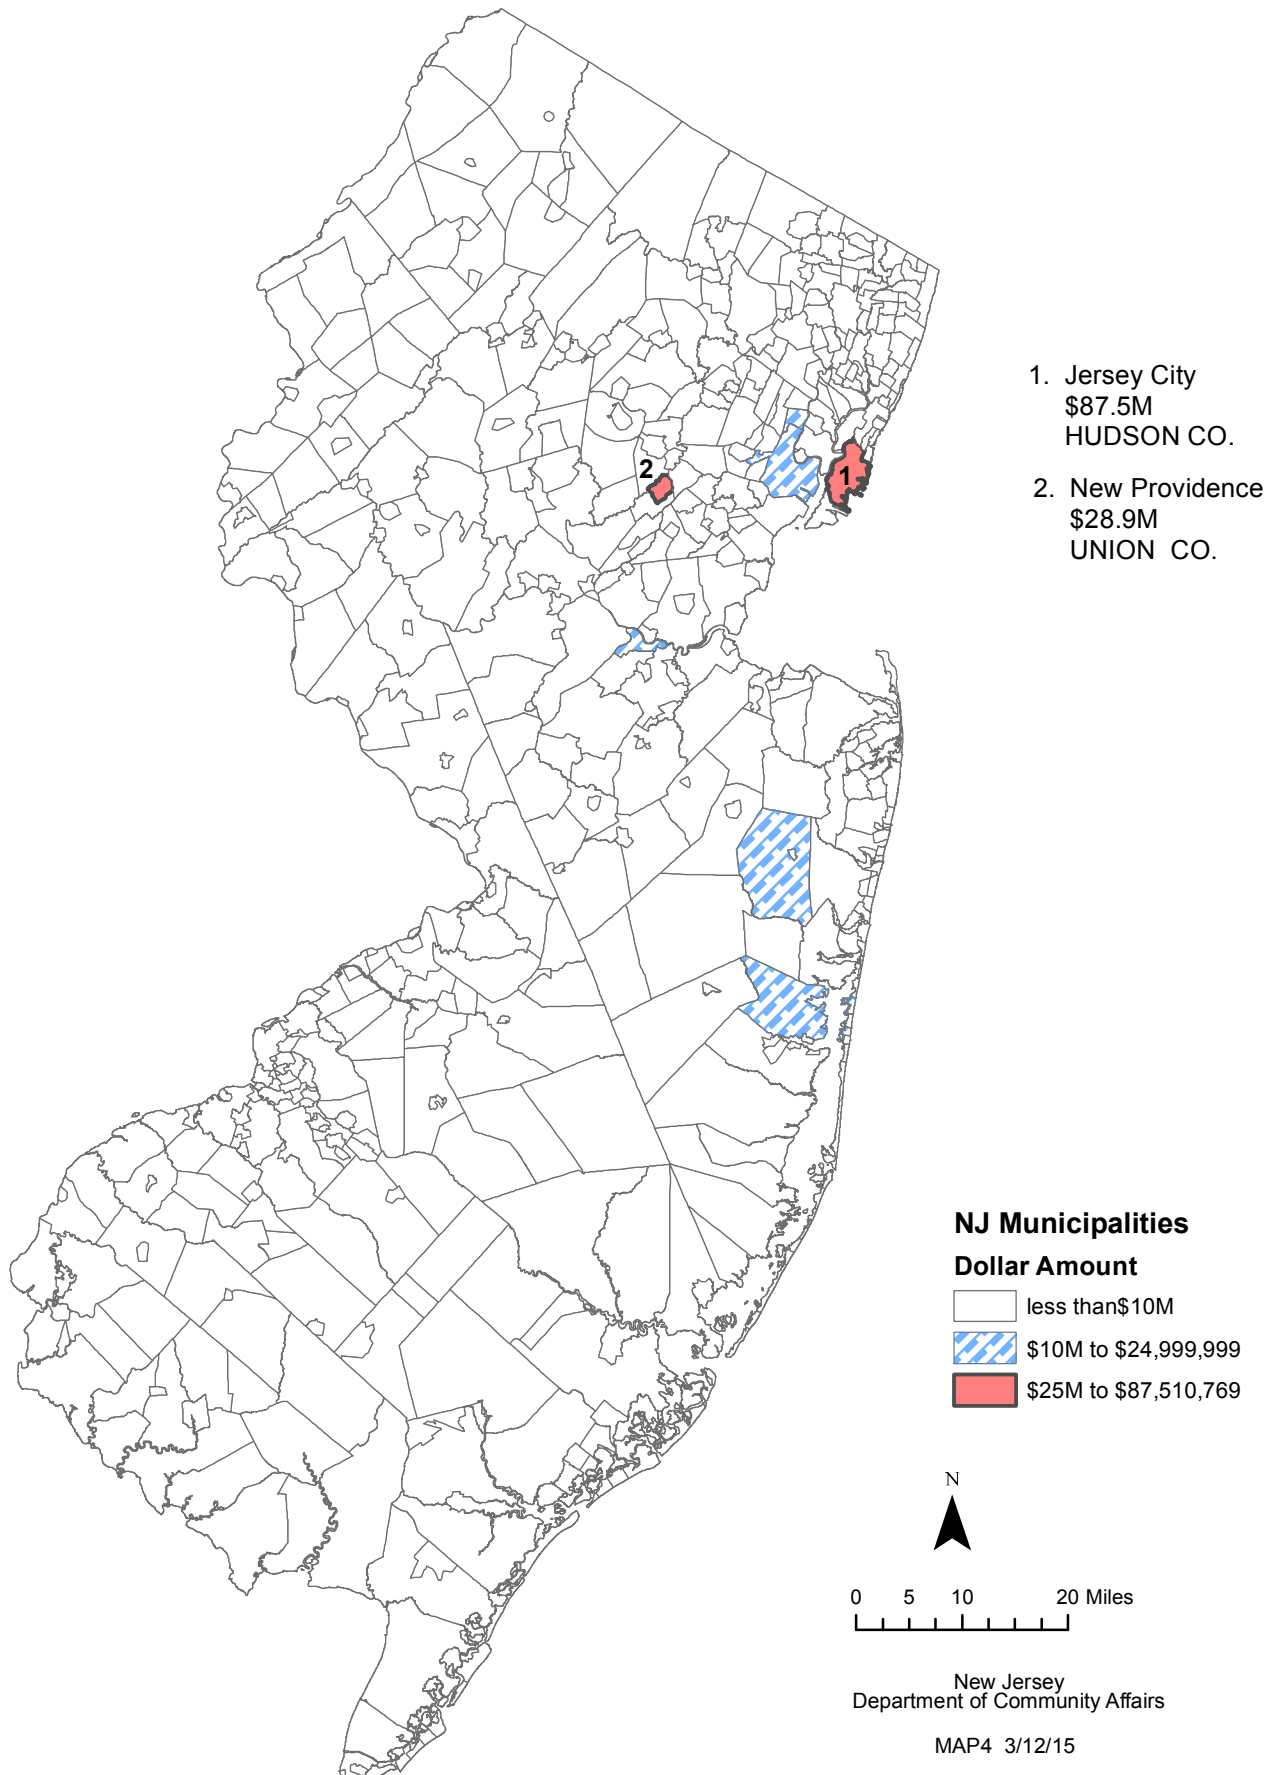 1. Jersey City
$87.5M
HUDSON CO.
2. New Providence
$28.9M
UNION CO.
2
1
NJ Municipalities
Dollar Amount
less than$10M
$10M to $24,999,999
$25M to $87,510,769
N
0 5 10 20 Miles
New Jersey
Department of Community Affairs
MAP4 3/12/15